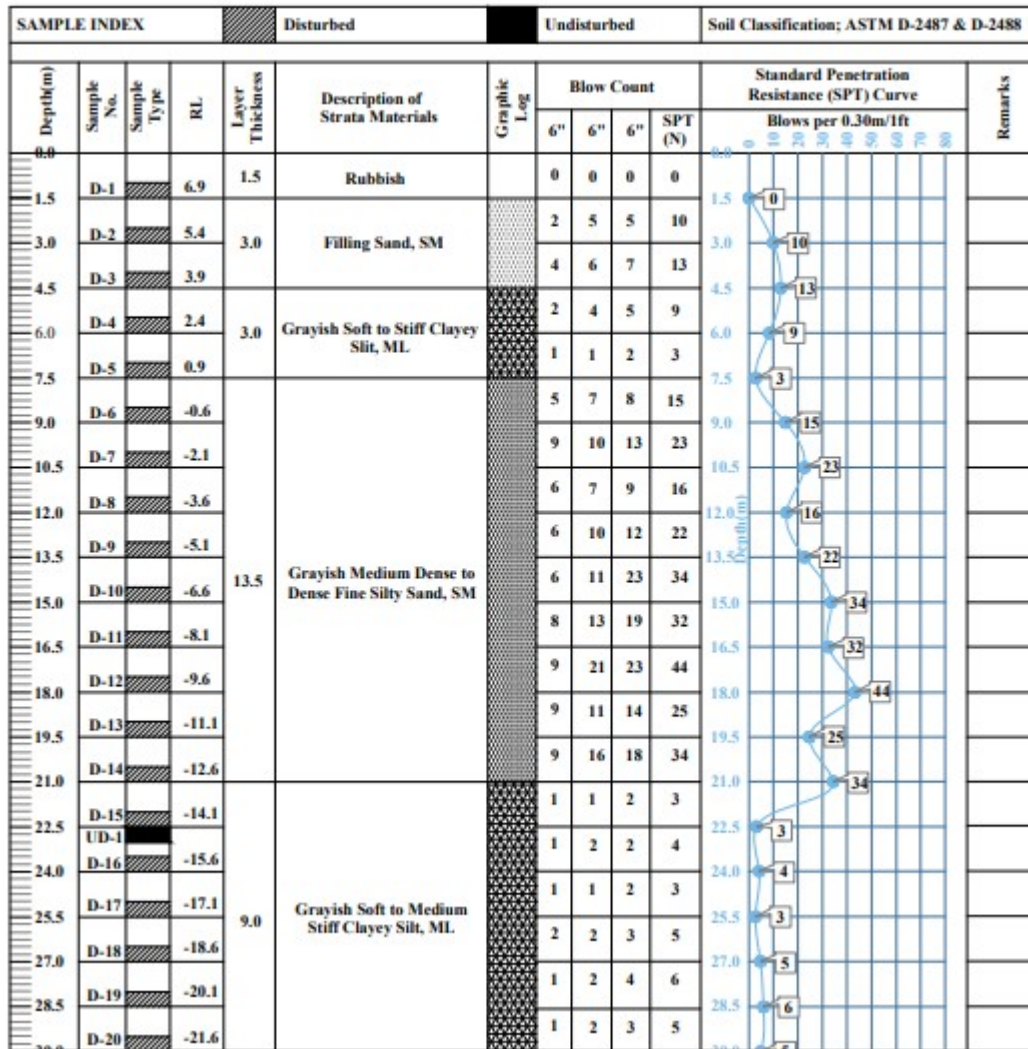 SAMPLE INDEX Disturbed Undisturbed Soil Classification; ASTM D-2487 & D-2488
Depth(m) Sample No. Sample Type RL Layer Thickness Description of Strata Materials Graphic Log Blow Count Standard Penetration Resistance (SPT) Curve Remarks
6" 6" 6" SPT (N) Blows per 0.30m/1ft
0 10 20 30 40 50 60 70 80
0.0 0.0
D-1 6.9 1.5 Rubbish 0 0 0 0
1.5 1.5 0
D-2 5.4 2 5 5 10
3.0 3.0 Filling Sand, SM 3.0 10
D-3 3.9 4 6 7 13
4.5 4.5 13
D-4 2.4 2 4 5 9
6.0 3.0 Grayish Soft to Stiff Clayey 6.0 9
Slit, ML
D-5 0.9 1 1 2 3
7.5 7.5 3
D-6 -0.6 5 7 8 15
9.0 9.0 15
D-7 -2.1 9 10 13 23
10.5 10.5 23
D-8 -3.6 6 7 9 16
12.0 12.0 16
Depth(m)
D-9 -5.1 6 10 12 22
13.5 13.5 22
13.5 Grayish Medium Dense to
D-10 -6.6 Dense Fine Silty Sand, SM 6 11 23 34
15.0 15.0 34
D-11 -8.1 8 13 19 32
16.5 16.5 32
D-12 -9.6 9 21 23 44
18.0 18.0 44
D-13 -11.1 9 11 14 25
19.5 19.5 25
D-14 -12.6 9 16 18 34
21.0 21.0 34
D-15 -14.1 1 1 2 3
22.5 22.5 3
UD-1
D-16 -15.6 1 2 2 4
24.0 24.0 4
D-17 -17.1 1 1 2 3
25.5 9.0 Grayish Soft to Medium 25.5 3
Stiff Clayey Silt, ML
D-18 -18.6 2 2 3 5
27.0 27.0 5
D-19 -20.1 1 2 4 6
28.5 28.5 6
D-20 -21.6 1 2 3 5